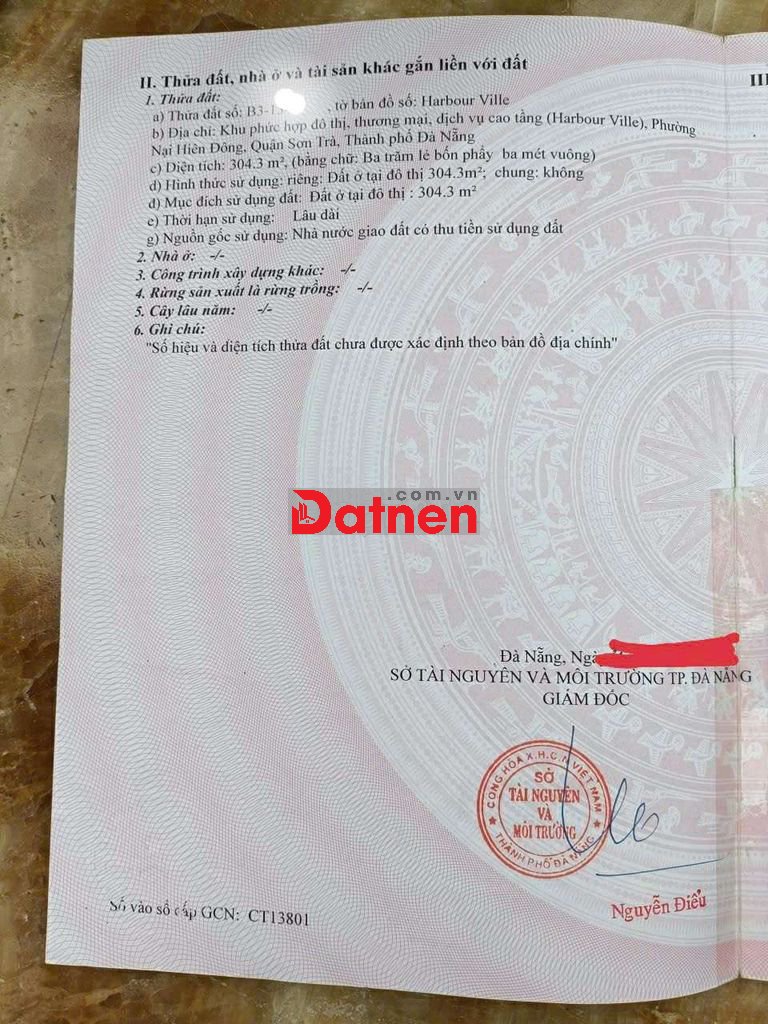 II. Thửa đất, nhà ở và tài sản khác gắn liền với đất
III
1. Thửa đất:
a) Thửa đất số: B3-1 , tờ bản đồ số: Harbour Ville
b) Địa chỉ: Khu phức hợp đô thị, thương mại, dịch vụ cao tầng (Harbour Ville), Phường
Nại Hiên Đông, Quận Sơn Trà, Thành phố Đà Nẵng
c) Diện tích: 304.3 m², (bằng chữ: Ba trăm lẻ bốn phẩy ba mét vuông)
d) Hình thức sử dụng: riêng: Đất ở tại đô thị 304.3m²; chung: không
đ) Mục đích sử dụng đất: Đất ở tại đô thị : 304.3 m²
e) Thời hạn sử dụng: Lâu dài
g) Nguồn gốc sử dụng: Nhà nước giao đất có thu tiền sử dụng đất
2. Nhà ở: -/-
3. Công trình xây dựng khác: -/-
4. Rừng sản xuất là rừng trồng: -/-
5. Cây lâu năm: -/-
6. Ghi chú:
"Số hiệu và diện tích thửa đất chưa được xác định theo bản đồ địa chính"
.com.vn
Datnen
Đà Nẵng, Ngà
SỞ TÀI NGUYÊN VÀ MÔI TRƯỜNG TP. ĐÀ NẴNG
GIÁM ĐỐC
CỘNG HÒA X.H.C.N VIỆT NAM
SỞ
TÀI NGUYÊN
VÀ
MÔI TRƯỜNG
THÀNH PHỐ ĐÀ NẴNG
Nguyễn Điểu
Số vào sổ cấp GCN: CT13801